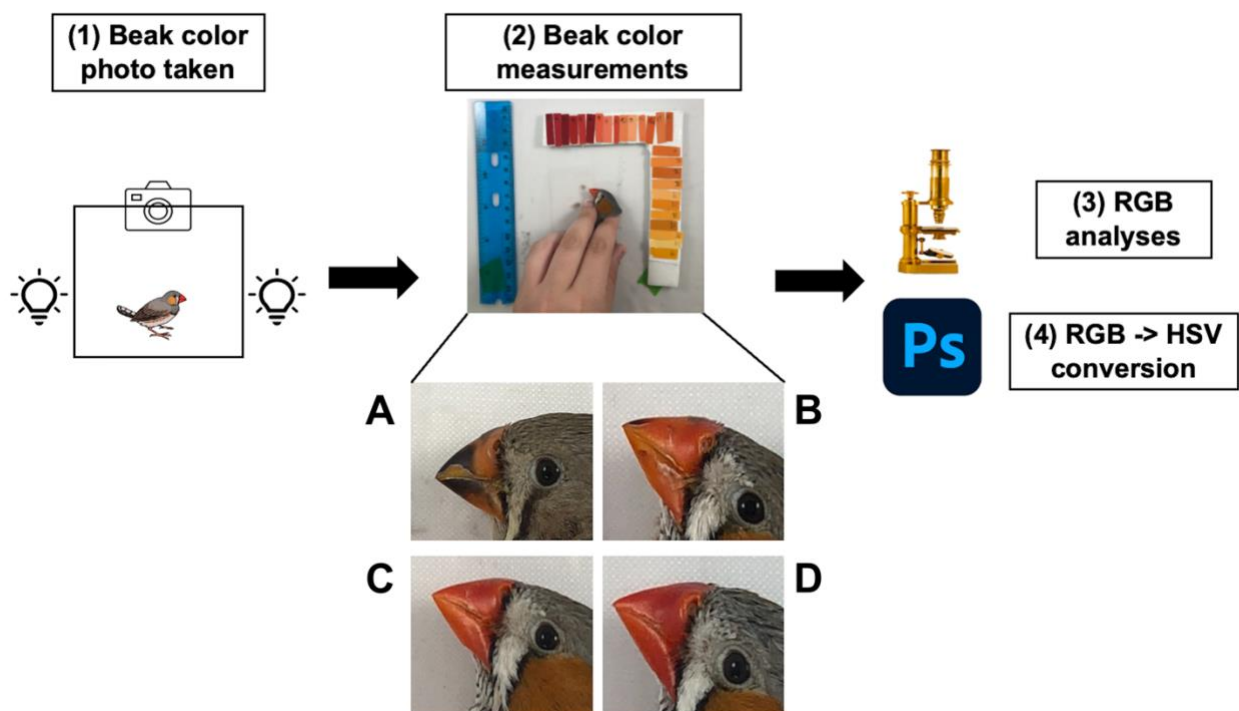 (1) Beak color
photo taken
(2) Beak color
measurements
(3) RGB
analyses
Ps
(4) RGB -> HSV
conversion
A
B
C
D